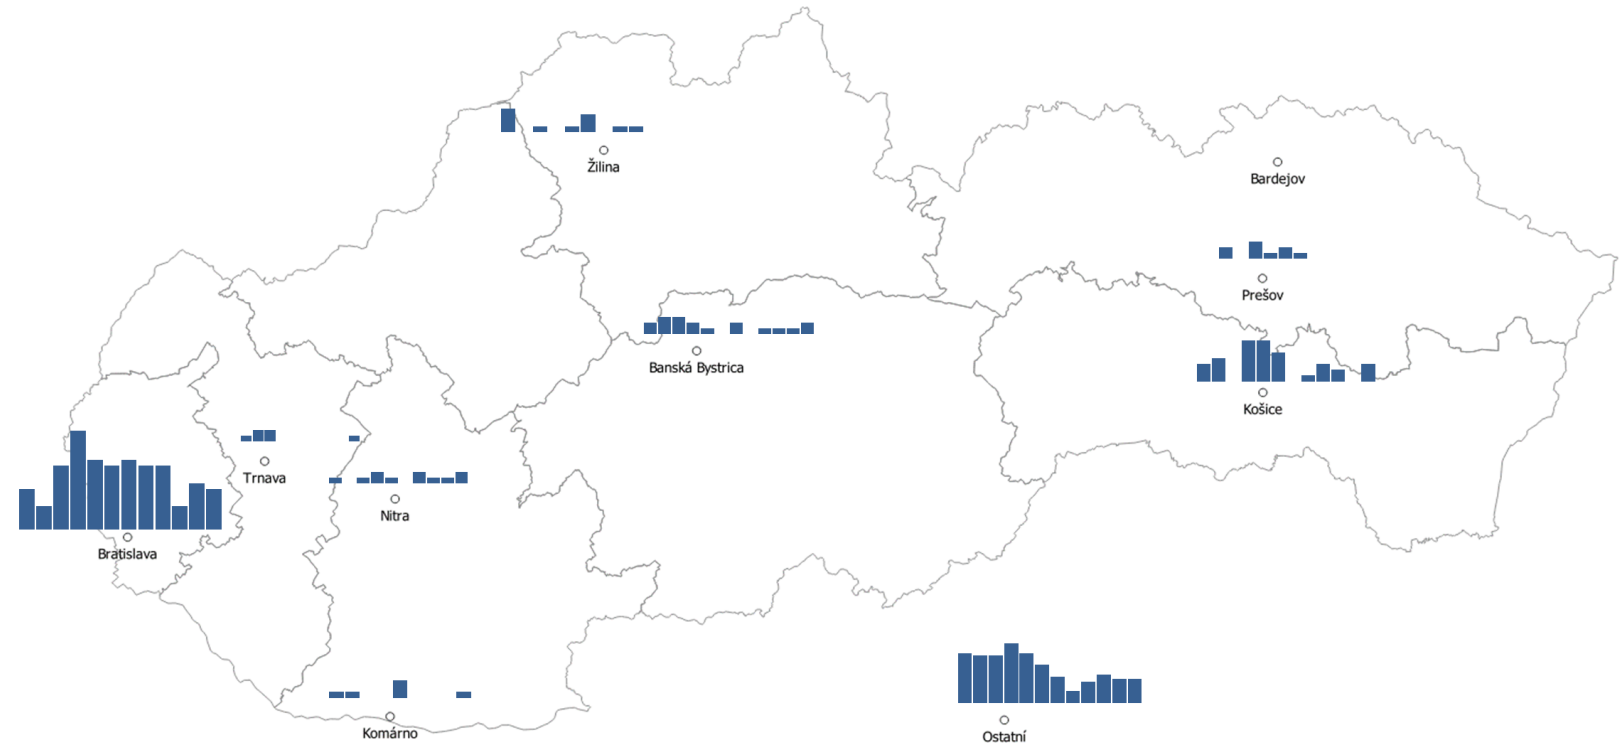 Žilina
Bardejov
Prešov
Banská Bystrica
Košice
Trnava
Nitra
Bratislava
Komárno
Ostatní